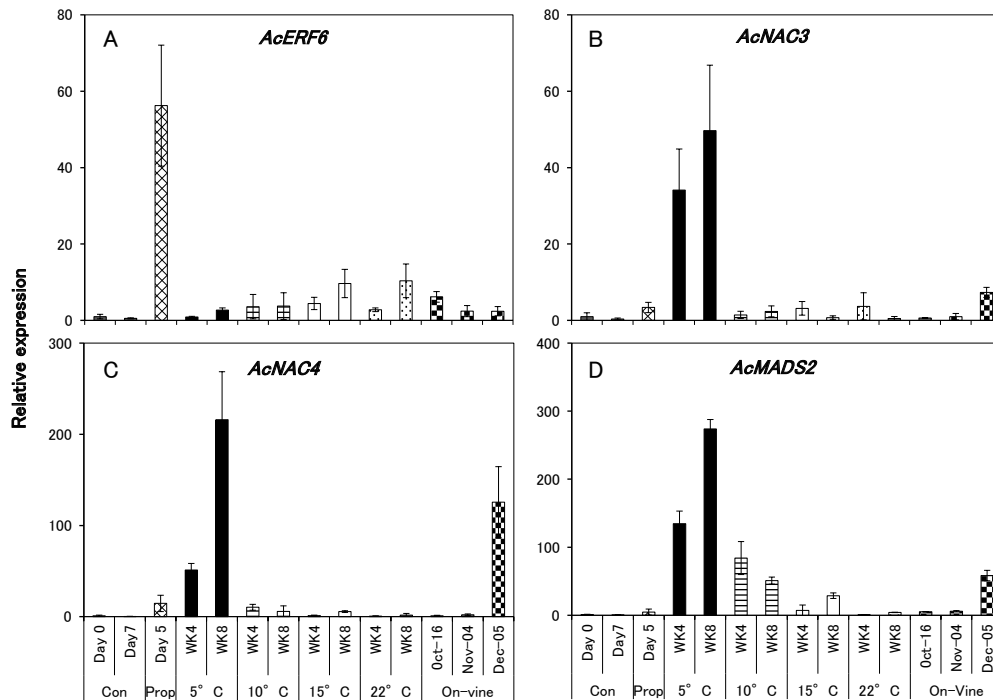 Relative expression
A
AcERF6
80
60
40
20
0
B
AcNAC3
80
60
40
20
0
C
AcNAC4
300
200
100
0
D
AcMADS2
400
300
200
100
0
Day 0 Day7 Day 5 WK4 WK8 WK4 WK8 WK4 WK8 WK4 WK8 Oct-16 Nov-04 Dec-05
Con Prop 5° C 10° C 15° C 22° C On-vine
Day 0 Day7 Day 5 WK4 WK8 WK4 WK8 WK4 WK8 WK4 WK8 Oct-16 Nov-04 Dec-05
Con Prop 5° C 10° C 15° C 22° C On-vine